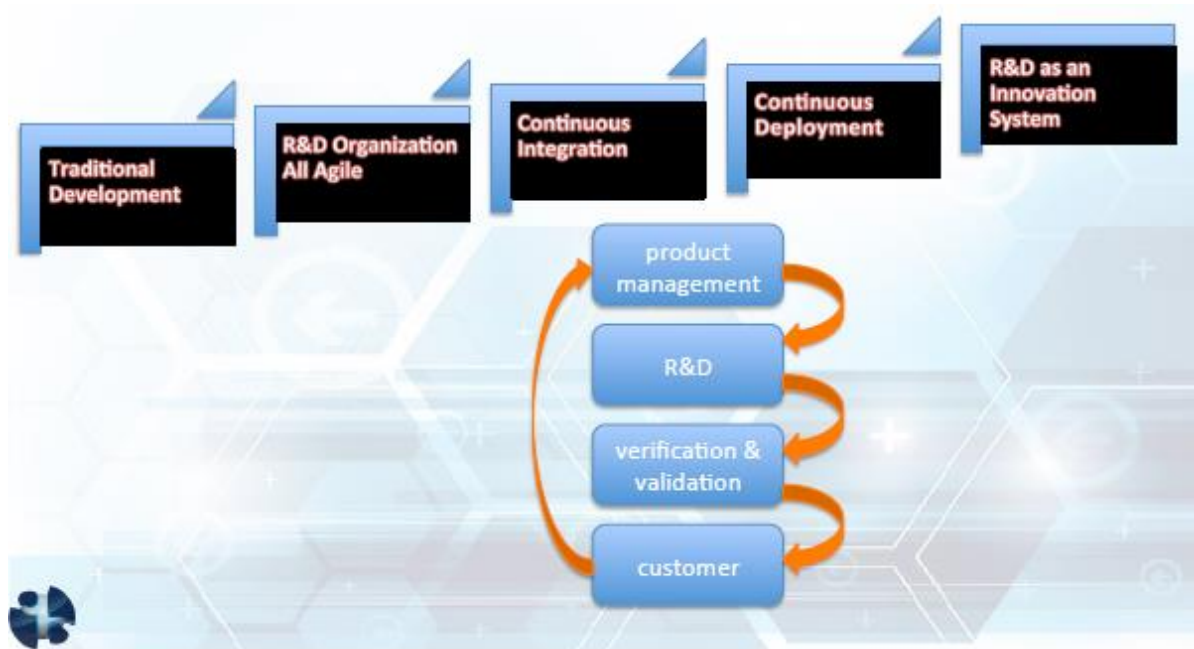 Traditional
Development
R&D Organization
All Agile
Continuous
Integration
Continuous
Deployment
R&D as an
Innovation
System
product
management
R&D
verification &
validation
customer